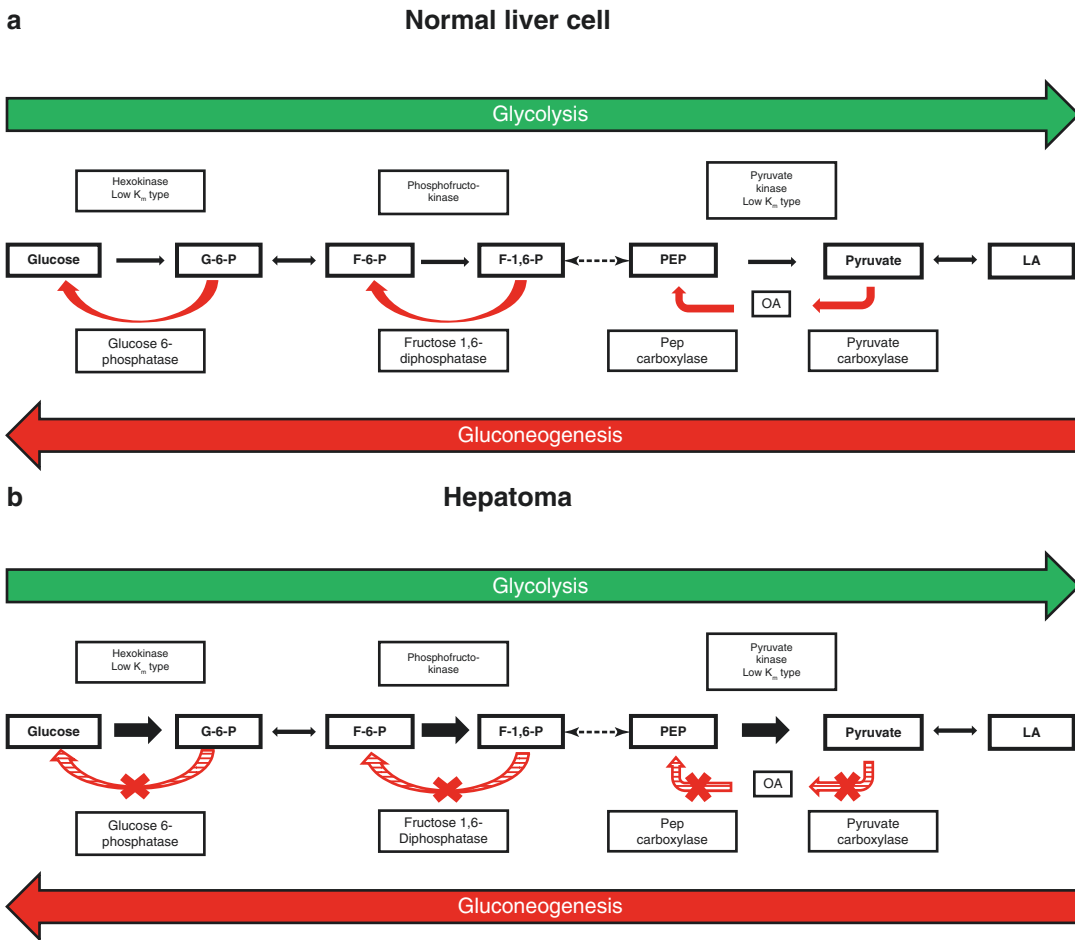 a
Normal liver cell
Glycolysis
Hexokinase
Low Km type
Phosphofructo-
kinase
Pyruvate
kinase
Low Km type
Glucose
G-6-P
F-6-P
F-1,6-P
PEP
Pyruvate
LA
OA
Glucose 6-
phosphatase
Fructose 1,6-
diphosphatase
Pep
carboxylase
Pyruvate
carboxylase
Gluconeogenesis
b
Hepatoma
Glycolysis
Hexokinase
Low Km type
Phosphofructo-
kinase
Pyruvate
kinase
Low Km type
Glucose
G-6-P
F-6-P
F-1,6-P
PEP
Pyruvate
LA
OA
Glucose 6-
phosphatase
Fructose 1,6-
Diphosphatase
Pep
carboxylase
Pyruvate
carboxylase
Gluconeogenesis